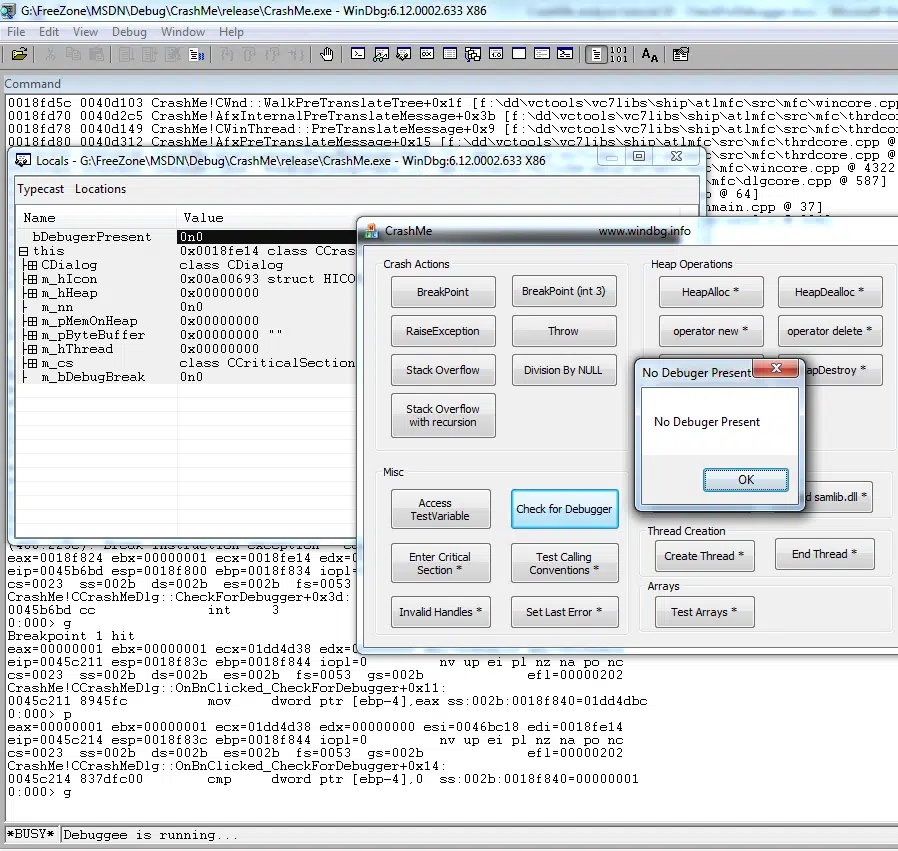 G:\FreeZone\MSDN\Debug\CrashMe\release\CrashMe.exe - WinDbg:6.12.0002.633 X86
File Edit View Debug Window Help
Command
0018fd5c 0040d103 CrashMe!CWnd::WalkPreTranslateTree+0x1f [f:\dd\vctools\vc7libs\ship\atlmfc\src\mfc\wincore.cpp
0018fd70 0040d2c5 CrashMe!AfxInternalPreTranslateMessage+0x3b [f:\dd\vctools\vc7libs\ship\atlmfc\src\mfc\thrdcor
0018fd78 0040d149 CrashMe!CWinThread::PreTranslateMessage+0x9 [f:\dd\vctools\vc7libs\ship\atlmfc\src\mfc\thrdcor
0018fd80 0040d312 CrashMe!AfxPreTranslateMessage+0x15 [f:\dd\vctools\vc7libs\ship\atlmfc\src\mfc\thrdcore.cpp @
\mfc\thrdcore.cpp @
\mfc\wincore.cpp @ 4322
mfc\dlgcore.cpp @ 587]
@ 64]
nmain.cpp @ 37]
Locals - G:\FreeZone\MSDN\Debug\CrashMe\release\CrashMe.exe - WinDbg:6.12.0002.633 X86
Typecast Locations
Name Value
bDebugerPresent 0n0
this 0x0018fe14 class CCras
CDialog class CDialog
m_hIcon 0x00a00693 struct HICO
m_hHeap 0x00000000
m_nn 0n0
m_pMemOnHeap 0x00000000
m_pByteBuffer 0x00000000 ""
m_hThread 0x00000000
m_cs class CCriticalSection
m_bDebugBreak 0n0
CrashMe www.windbg.info
Crash Actions
BreakPoint BreakPoint (int 3)
RaiseException Throw
Stack Overflow Division By NULL
Stack Overflow
with recursion
Heap Operations
HeapAlloc * HeapDealloc *
operator new * operator delete *
apDestroy *
No Debuger Present
No Debuger Present
OK
Misc
Access
TestVariable
Check for Debugger
Enter Critical
Section *
Test Calling
Conventions *
Invalid Handles * Set Last Error *
d samlib.dll *
Thread Creation
Create Thread * End Thread *
Arrays
Test Arrays *
eax=0018f824 ebx=00000001 ecx=0018fe14 edx=
eip=0045b6bd esp=0018f800 ebp=0018f834 iopl=
cs=0023 ss=002b ds=002b es=002b fs=0053
CrashMe!CCrashMeDlg::CheckForDebugger+0x3d:
0045b6bd cc int 3
0:000> g
Breakpoint 1 hit
eax=00000001 ebx=00000001 ecx=01dd4d38 edx=
eip=0045c211 esp=0018f83c ebp=0018f844 iopl=0 nv up ei pl nz na po nc
cs=0023 ss=002b ds=002b es=002b fs=0053 gs=002b efl=00000202
CrashMe!CCrashMeDlg::OnBnClicked_CheckForDebugger+0x11:
0045c211 8945fc mov dword ptr [ebp-4],eax ss:002b:0018f840=01dd4dbc
0:000> p
eax=00000001 ebx=00000001 ecx=01dd4d38 edx=00000000 esi=0046bc18 edi=0018fe14
eip=0045c214 esp=0018f83c ebp=0018f844 iopl=0 nv up ei pl nz na po nc
cs=0023 ss=002b ds=002b es=002b fs=0053 gs=002b efl=00000202
CrashMe!CCrashMeDlg::OnBnClicked_CheckForDebugger+0x14:
0045c214 837dfc00 cmp dword ptr [ebp-4],0 ss:002b:0018f840=00000001
0:000> g
*BUSY* Debuggee is running...